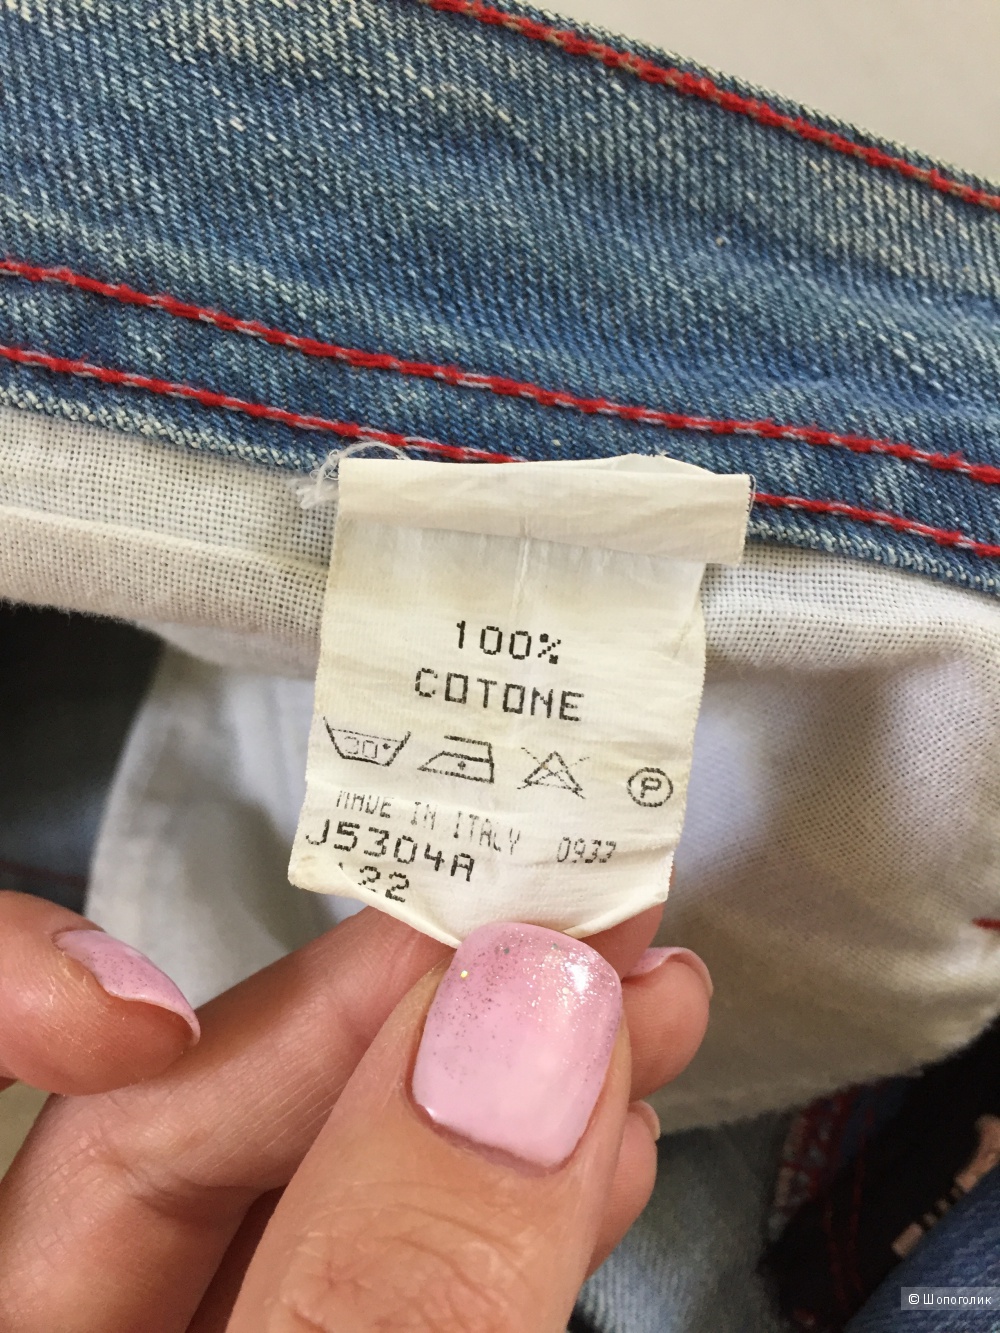 100%
COTONE
30°
P
MADE IN ITALY 0933
J5304A
22
© Шопоголик